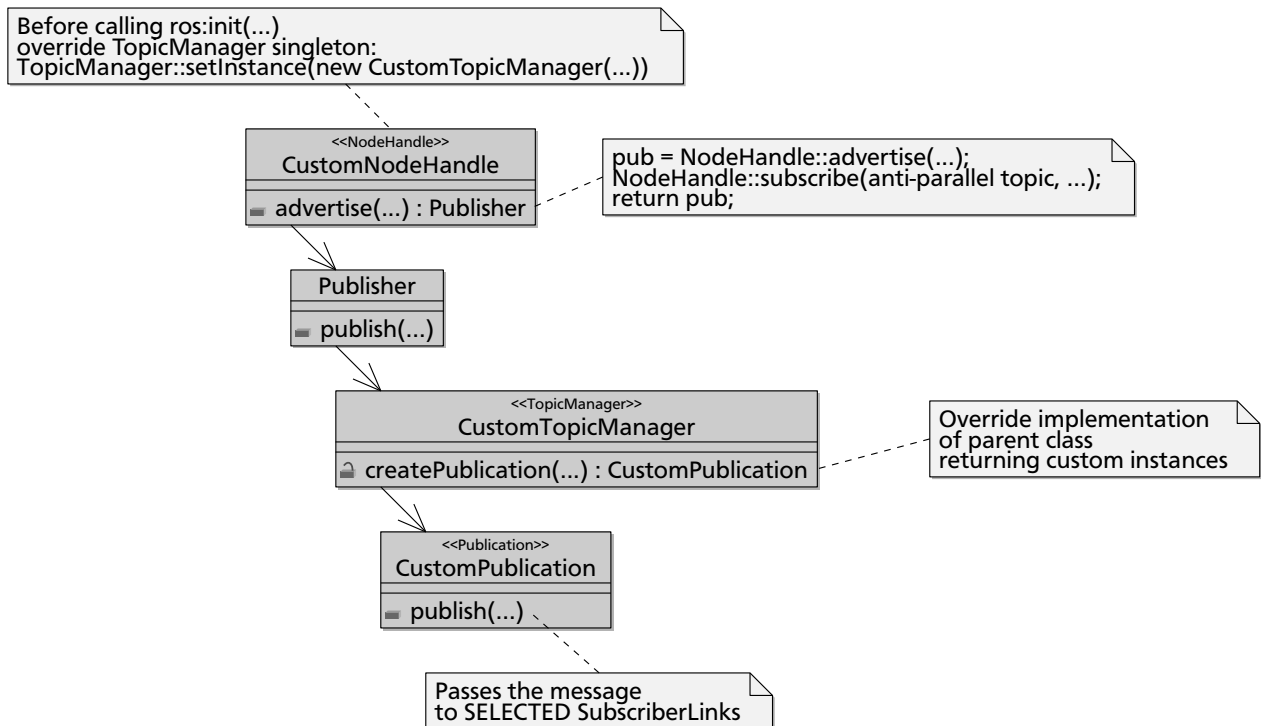 Before calling ros:init(...)
override TopicManager singleton:
TopicManager::setInstance(new CustomTopicManager(...))
<<NodeHandle>>
CustomNodeHandle
advertise(...) : Publisher
pub = NodeHandle::advertise(...);
NodeHandle::subscribe(anti-parallel topic, ...);
return pub;
Publisher
publish(...)
<<TopicManager>>
CustomTopicManager
createPublication(...) : CustomPublication
Override implementation
of parent class
returning custom instances
<<Publication>>
CustomPublication
publish(...)
Passes the message
to SELECTED SubscriberLinks